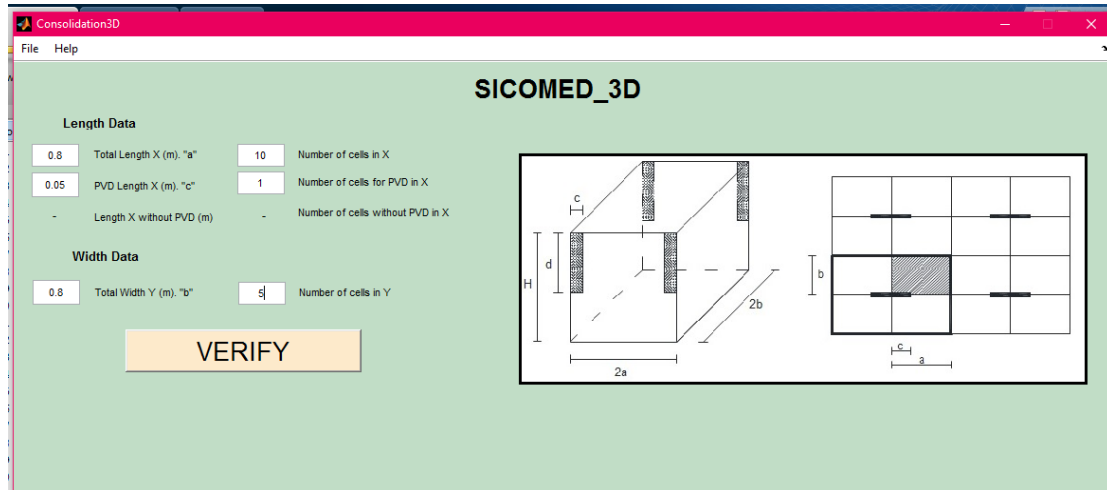 Consolidation3D
File Help
SICOMED_3D
Length Data
0.8 Total Length X (m). "a" 10 Number of cells in X
0.05 PVD Length X (m). "c" 1 Number of cells for PVD in X
- Length X without PVD (m) - Number of cells without PVD in X
Width Data
0.8 Total Width Y (m). "b" 5 Number of cells in Y
VERIFY
c
d
H
2b
2a
b
c
a